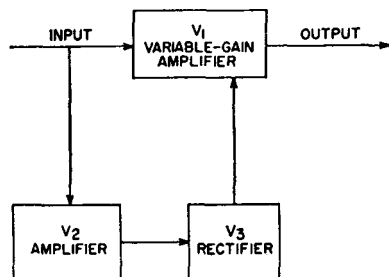 INPUT
V1
VARIABLE-GAIN
AMPLIFIER
OUTPUT
V2
AMPLIFIER
V3
RECTIFIER